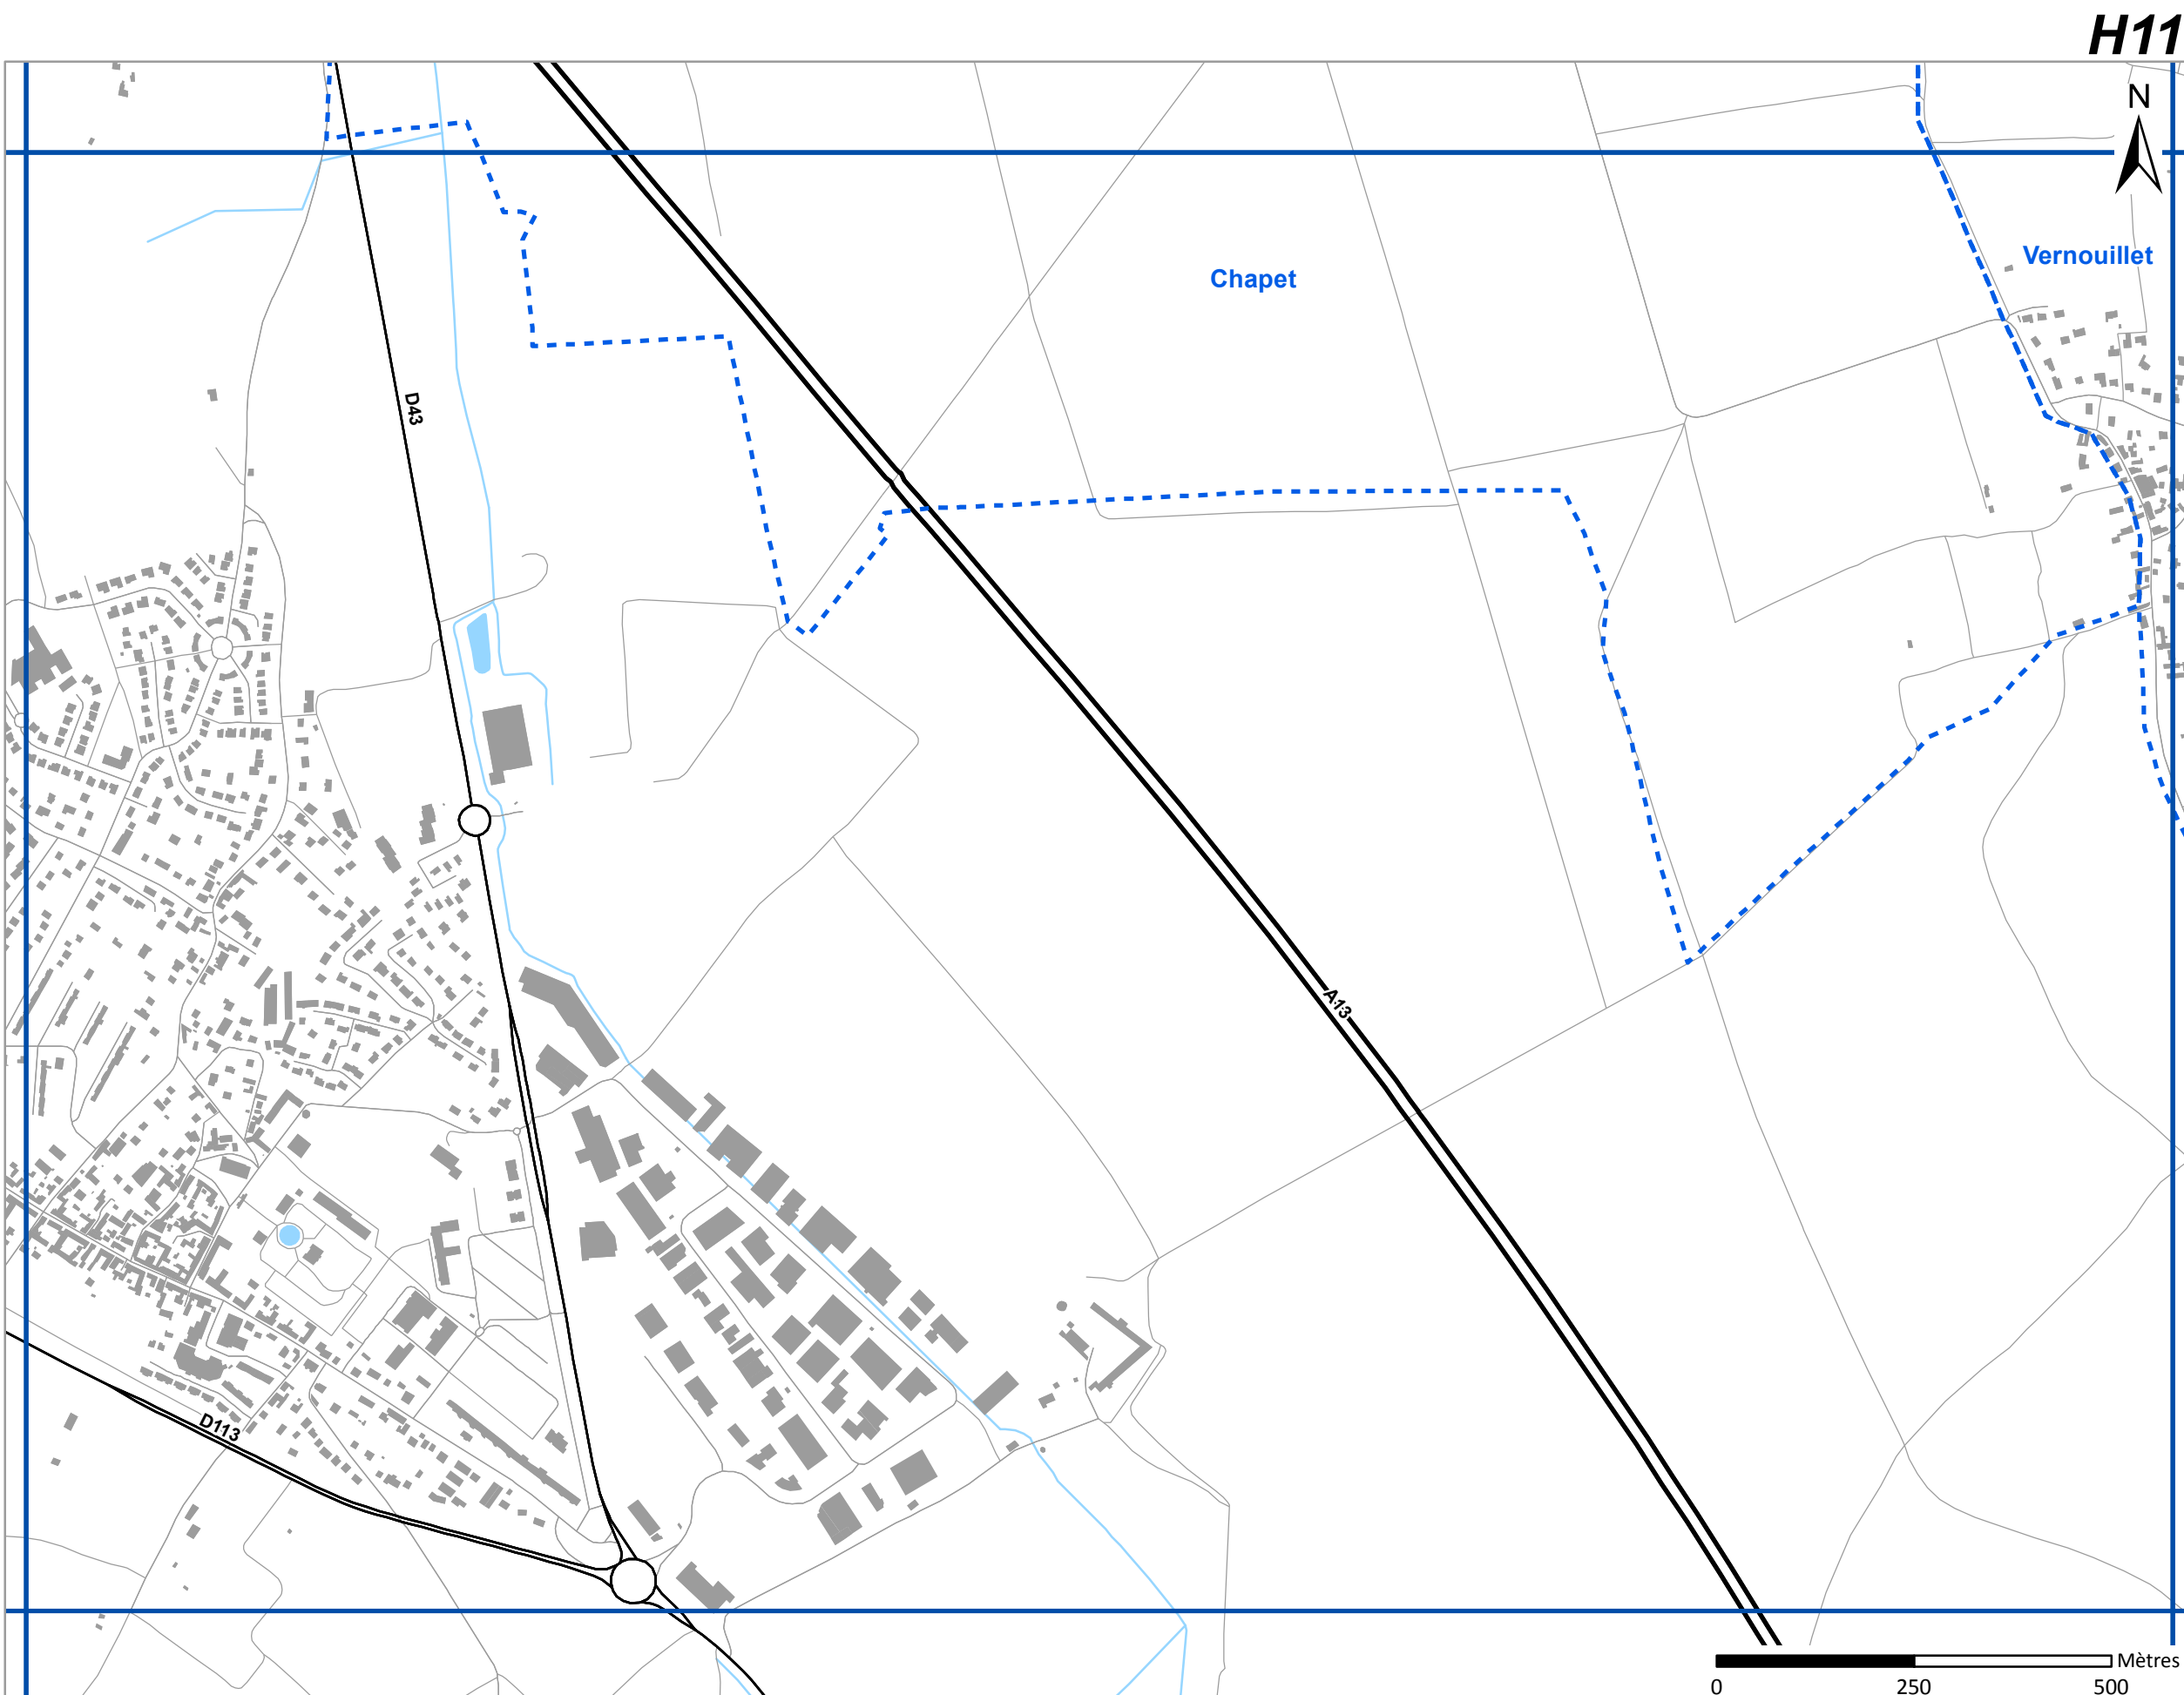 H11
N
Vernouillet
Chapet
D43
A13
D113
Mètres
0 250 500